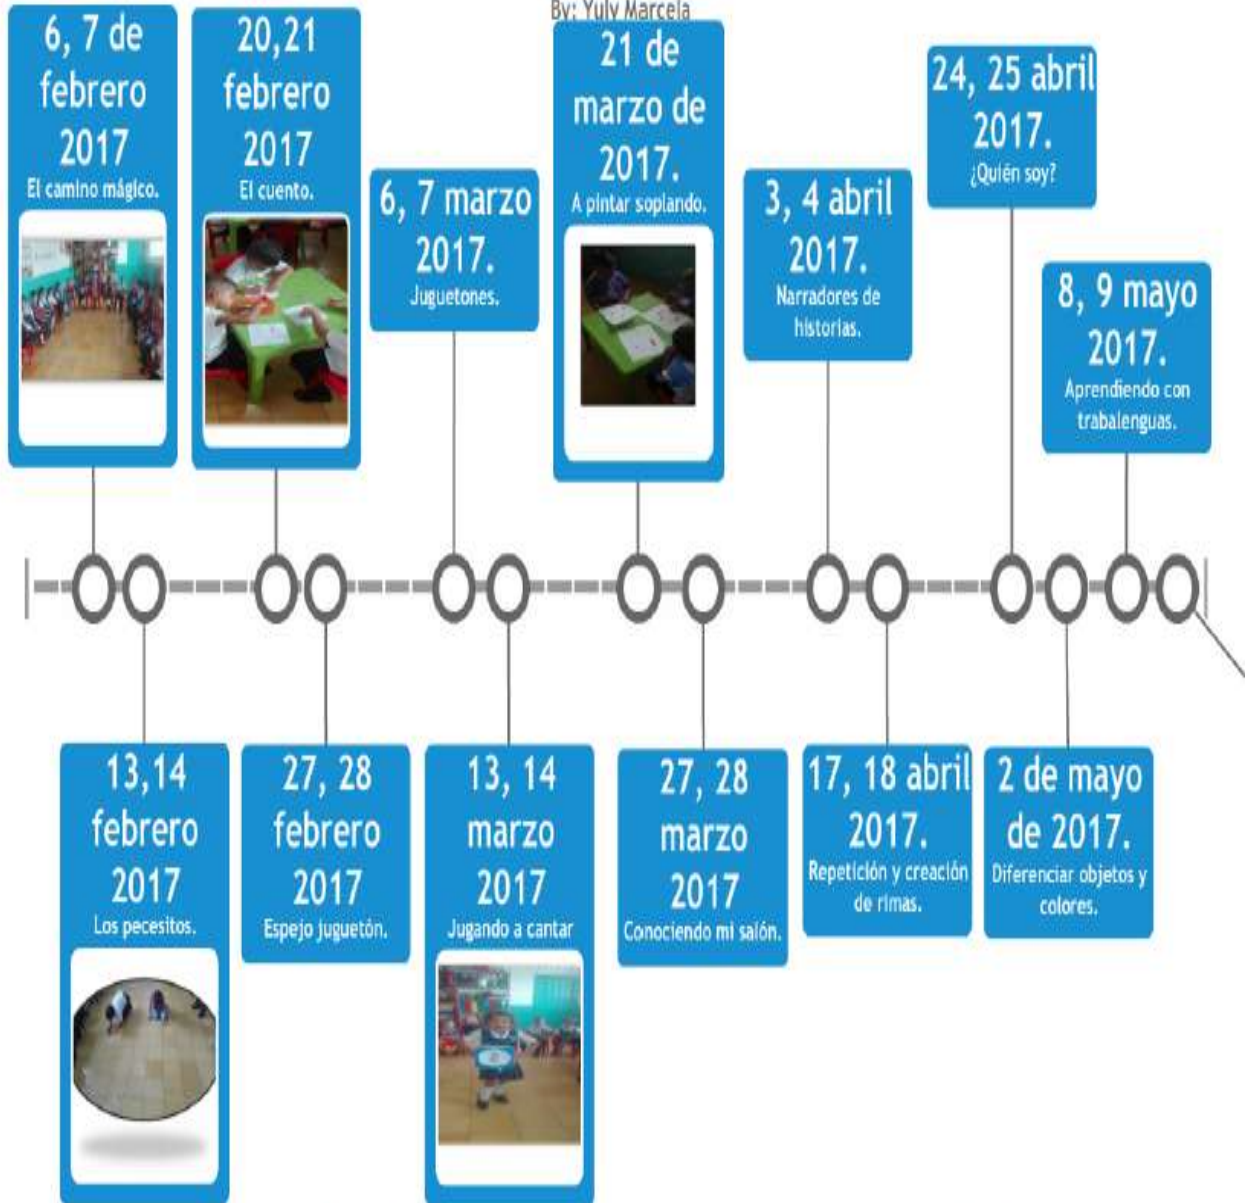 By: Yuly Marcela
6, 7 de
febrero
2017
El camino mágico.
20,21
febrero
2017
El cuento.
6, 7 marzo
2017.
Juguetones.
21 de
marzo de
2017.
A pintar soplando.
3, 4 abril
2017.
Narradores de
historias.
24, 25 abril
2017.
¿Quién soy?
8, 9 mayo
2017.
Aprendiendo con
trabalenguas.
13,14
febrero
2017
Los pecesitos.
27, 28
febrero
2017
Espejo juguetón.
13, 14
marzo
2017
Jugando a cantar
27, 28
marzo
2017
Conociendo mi salón.
17, 18 abril
2017.
Repetición y creación
de rimas.
2 de mayo
de 2017.
Diferenciar objetos y
colores.